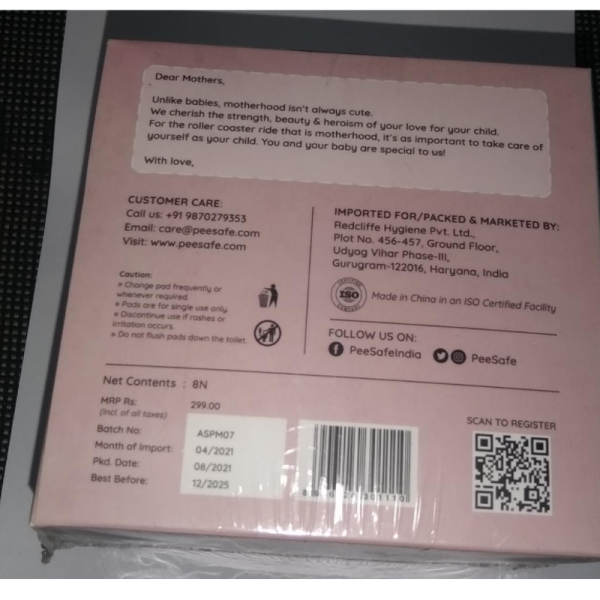 Dear Mothers,
Unlike babies, motherhood isn't always cute.
We cherish the strength, beauty & heroism of your love for your child.
For the roller coaster ride that is motherhood, it's as important to take care of
yourself as your child. You and your baby are special to us!
With love,
CUSTOMER CARE:
Call us: +91 9870279353
Email: care@peesafe.com
Visit: www.peesafe.com
Caution:
» Change pad frequently or
whenever required.
» Pads are for single use only.
» Discontinue use if rashes or
irritation occurs.
» Do not flush pads down the toilet.
IMPORTED FOR/PACKED & MARKETED BY:
Redcliffe Hygiene Pvt. Ltd.,
Plot No. 456-457, Ground Floor,
Udyog Vihar Phase-III,
Gurugram-122016, Haryana, India
ISO
Made in China in an ISO Certified Facility
FOLLOW US ON:
PeeSafeIndia PeeSafe
Net Contents : 8N
MRP Rs: 299.00
(Incl. of all taxes)
Batch No: ASPM07
Month of Import: 04/2021
Pkd. Date: 08/2021
Best Before: 12/2025
SCAN TO REGISTER